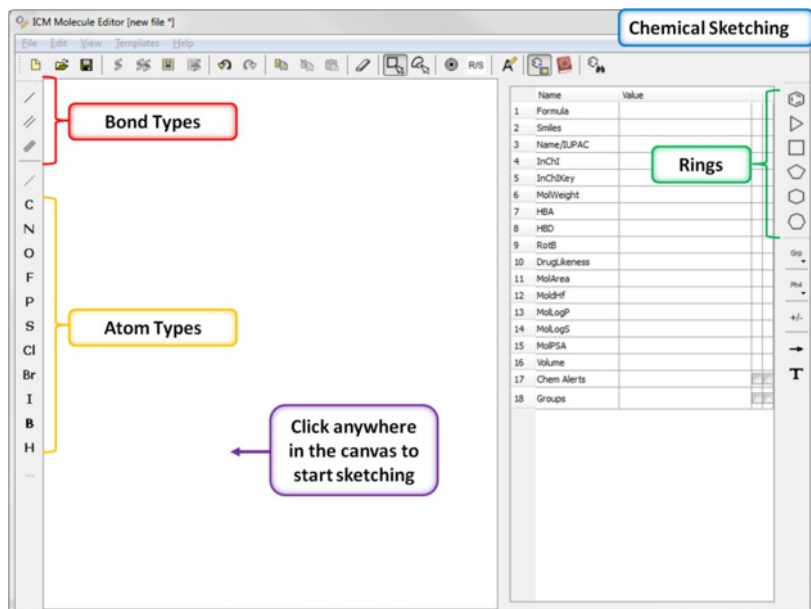 ICM Molecule Editor [new file *]
Chemical Sketching
File Edit View Templates Help
R/S
Bond Types
C
N
O
F
P
S
Cl
Br
I
B
H
...
Atom Types
Click anywhere
in the canvas to
start sketching
Name Value
1 Formula
2 Smiles
3 Name/IUPAC
4 InChI
5 InChIKey
6 MolWeight
7 HBA
8 HBD
9 RotB
10 DrugLikeness
11 MolArea
12 MoldHf
13 MolLogP
14 MolLogS
15 MolPSA
16 Volume
17 Chem Alerts
18 Groups
Rings
Grp
Ph4
+/-
T